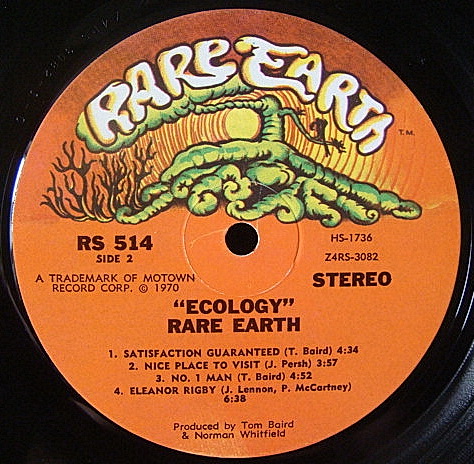 RARE EARTH
T.M.
RS 514
SIDE 2
HS-1736
Z4RS-3082
A TRADEMARK OF MOTOWN
RECORD CORP. © 1970
STEREO
"ECOLOGY"
RARE EARTH
1. SATISFACTION GUARANTEED (T. Baird) 4:34
2. NICE PLACE TO VISIT (J. Persh) 3:57
3. NO. 1 MAN (T. Baird) 4:52
4. ELEANOR RIGBY (J. Lennon, P. McCartney)
6:38
Produced by Tom Baird
& Norman Whitfield